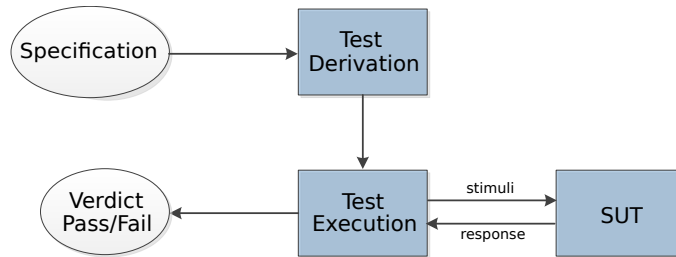 Specification
Test
Derivation
Verdict
Pass/Fail
Test
Execution
stimuli
response
SUT